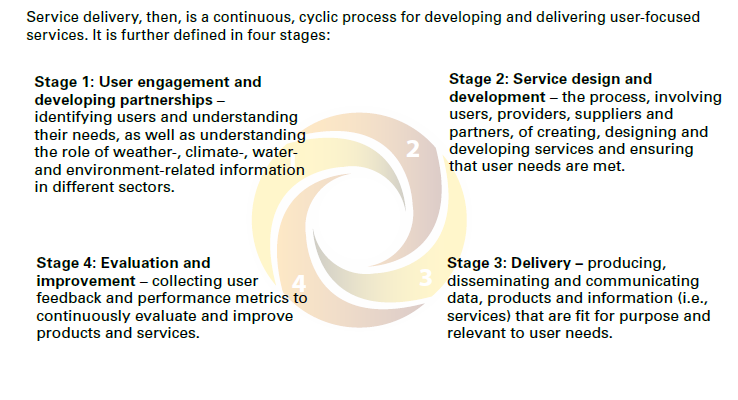 Service delivery, then, is a continuous, cyclic process for developing and delivering user-focused
services. It is further defined in four stages:
Stage 1: User engagement and
developing partnerships –
identifying users and understanding
their needs, as well as understanding
the role of weather-, climate-, water-
and environment-related information
in different sectors.
Stage 2: Service design and
development – the process, involving
users, providers, suppliers and
partners, of creating, designing and
developing services and ensuring
that user needs are met.
2
Stage 4: Evaluation and
improvement – collecting user
feedback and performance metrics to
continuously evaluate and improve
products and services.
4
3
Stage 3: Delivery – producing,
disseminating and communicating
data, products and information (i.e.,
services) that are fit for purpose and
relevant to user needs.